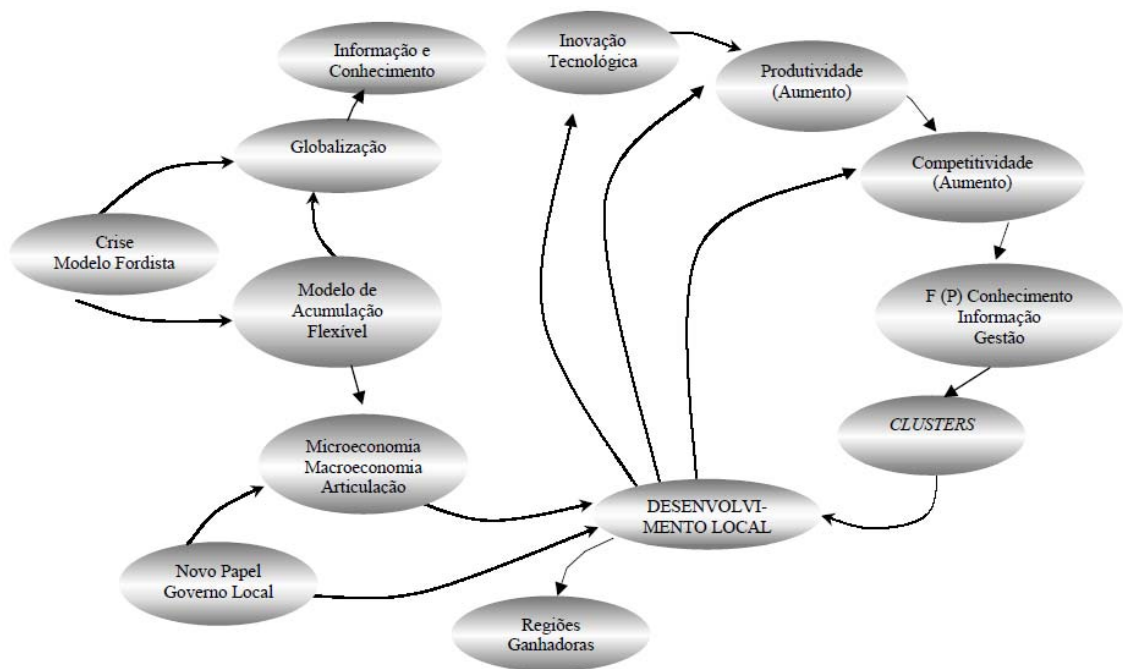 Informação e
Conhecimento
Inovação
Tecnológica
Produtividade
(Aumento)
Globalização
Competitividade
(Aumento)
Crise
Modelo Fordista
Modelo de
Acumulação
Flexível
F (P) Conhecimento
Informação
Gestão
CLUSTERS
Microeconomia
Macroeconomia
Articulação
DESENVOLVI-
MENTO LOCAL
Novo Papel
Governo Local
Regiões
Ganhadoras